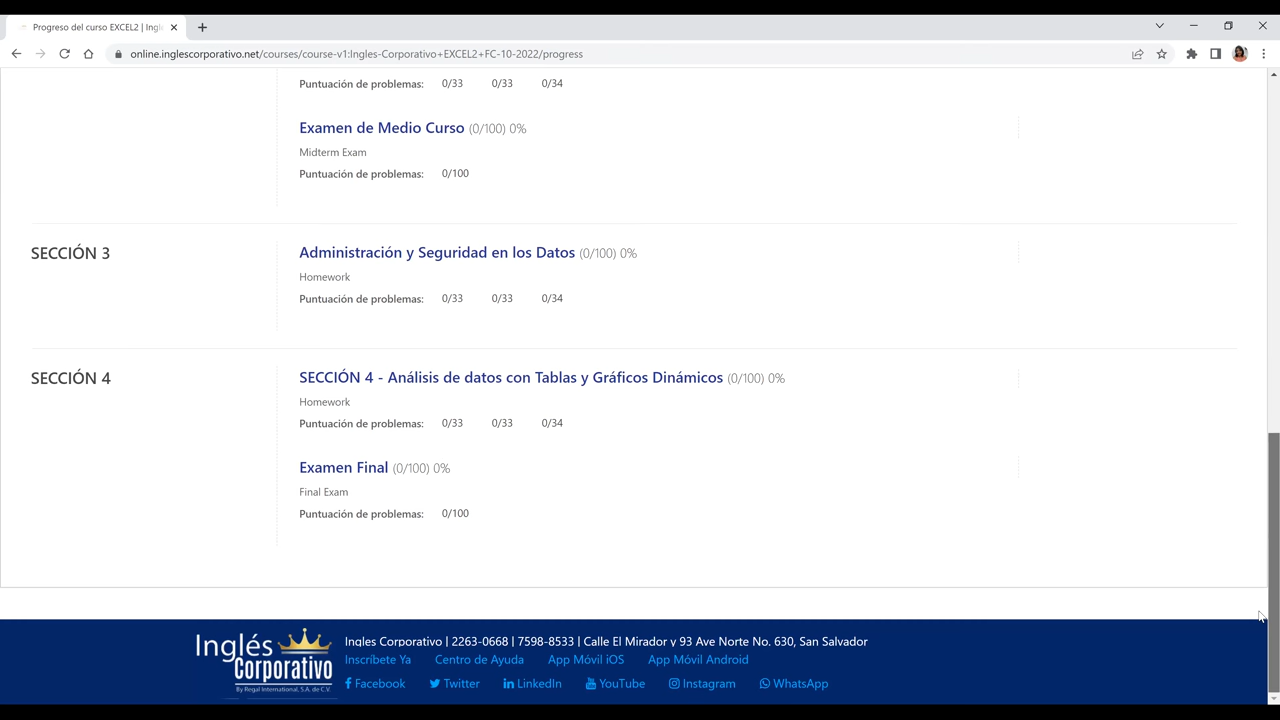 Progreso del curso EXCEL2 | Ingl
online.inglescorporativo.net/courses/course-v1:Ingles-Corporativo+EXCEL2+FC-10-2022/progress
Puntuación de problemas: 0/33 0/33 0/34
Examen de Medio Curso (0/100) 0%
Midterm Exam
Puntuación de problemas: 0/100
SECCIÓN 3
Administración y Seguridad en los Datos (0/100) 0%
Homework
Puntuación de problemas: 0/33 0/33 0/34
SECCIÓN 4
SECCIÓN 4 - Análisis de datos con Tablas y Gráficos Dinámicos (0/100) 0%
Homework
Puntuación de problemas: 0/33 0/33 0/34
Examen Final (0/100) 0%
Final Exam
Puntuación de problemas: 0/100
Inglés
Corporativo
By Regal International, S.A. de C.V.
Ingles Corporativo | 2263-0668 | 7598-8533 | Calle El Mirador y 93 Ave Norte No. 630, San Salvador
Inscríbete Ya Centro de Ayuda App Móvil iOS App Móvil Android
Facebook Twitter LinkedIn YouTube Instagram WhatsApp